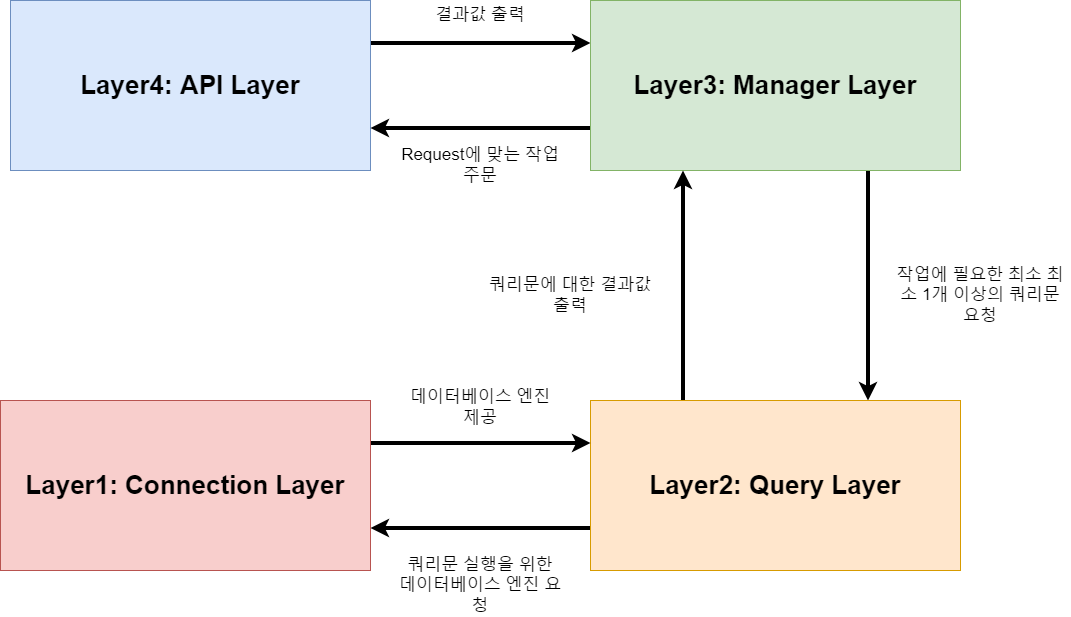 결과값 출력
Layer4: API Layer
Layer3: Manager Layer
Request에 맞는 작업
주문
쿼리문에 대한 결과값
출력
작업에 필요한 최소 최
소 1개 이상의 쿼리문
요청
데이터베이스 엔진
제공
Layer1: Connection Layer
Layer2: Query Layer
쿼리문 실행을 위한
데이터베이스 엔진 요
청